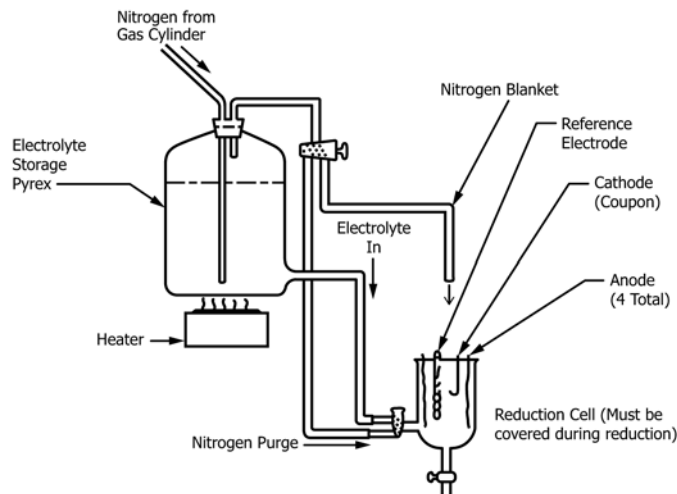 Nitrogen from
Gas Cylinder
Nitrogen Blanket
Reference
Electrode
Electrolyte
Storage
Pyrex
Cathode
(Coupon)
Electrolyte
In
Anode
(4 Total)
Heater
Reduction Cell (Must be
covered during reduction)
Nitrogen Purge